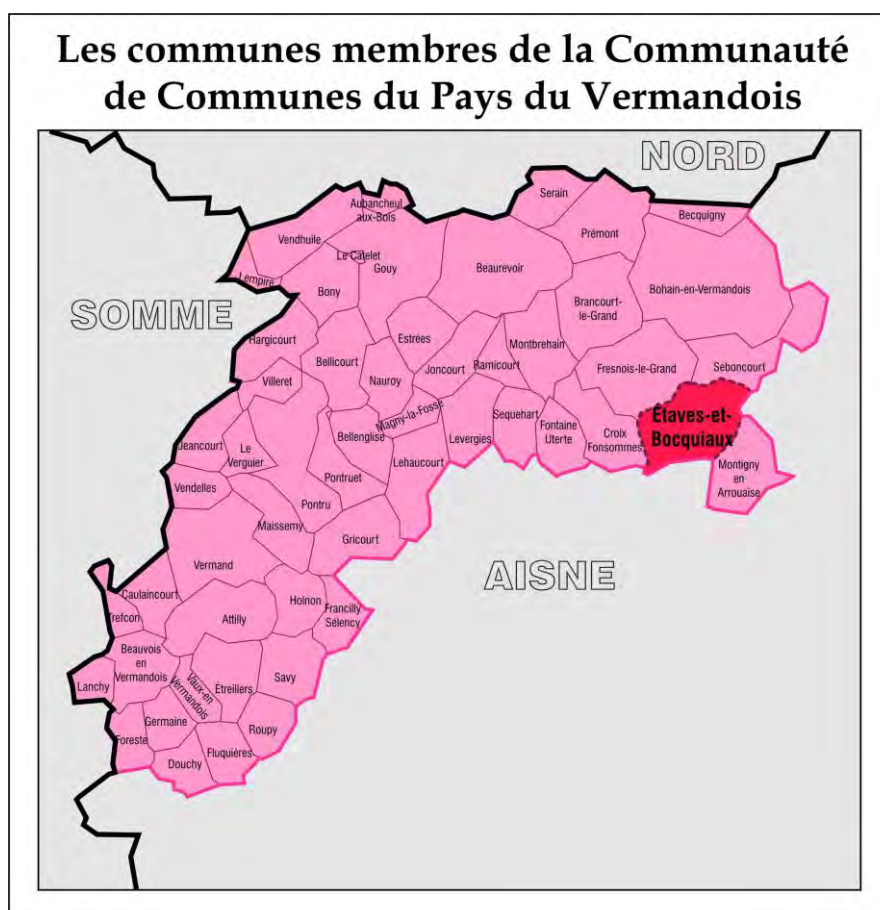 Les communes membres de la Communauté
de Communes du Pays du Vermandois
NORD
SOMME
AISNE
Aubancheul
aux-Bois
Serain
Becquigny
Vendhuile
Prémont
Le Catelet
Gouy
Beaurevoir
Lempire
Bony
Bohain-en-Vermandois
Brancourt-
le-Grand
Hargicourt
Estrées
Montbrehain
Bellicourt
Joncourt
Ramicourt
Fresnois-le-Grand
Seboncourt
Villeret
Nauroy
Magny-la-Fosse
Sequehart
Étaves-et-
Bocquiaux
Jeancourt
Le
Verguier
Bellenglise
Levergies
Fontaine
Uterte
Croix
Fonsommes
Lehaucourt
Montigny
en
Arrouaise
Vendelles
Pontruet
Pontru
Maissemy
Gricourt
Vermand
Caulaincourt
Holnon
Francilly
Sélency
Trefcon
Attilly
Beauvois
en
Vermandois
Lanchy
Vaux-en
Vermandois
Étreillers
Savy
Germaine
Roupy
Foreste
Fluquières
Douchy